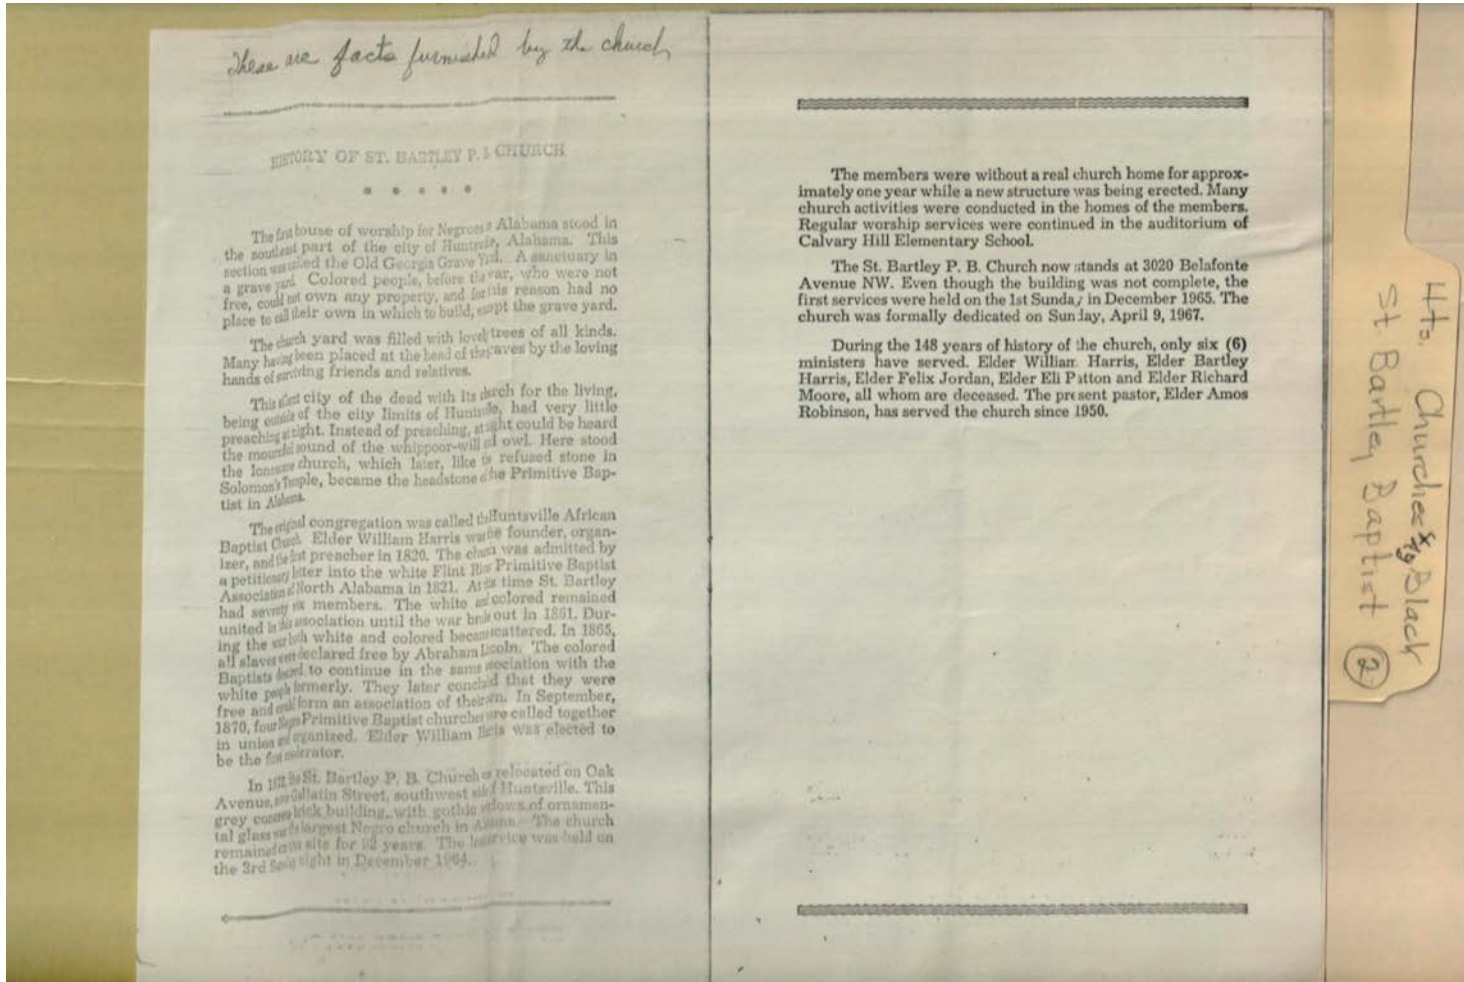 These are facts furnished by the church
HISTORY OF ST. BARTLEY P. B CHURCH
The first house of worship for Negroes in Alabama stood in
the southeast part of the city of Huntsville, Alabama. This
section was called the Old Georgia Grave Yard. A sanctuary in
a grave yard. Colored people, before the war, who were not
free, could not own any property, and for this reason had no
place to call their own in which to build, except the grave yard.
The church yard was filled with lovely trees of all kinds.
Many having been placed at the head of the graves by the loving
hands of surviving friends and relatives.
This silent city of the dead with its church for the living,
being outside of the city limits of Huntsville, had very little
preaching at night. Instead of preaching, at night could be heard
the mournful sound of the whippoor-will and owl. Here stood
the lonesome church, which later, like the refused stone in
Solomon's Temple, became the headstone of the Primitive Bap-
tist in Alabama.
The original congregation was called the Huntsville African
Baptist Church. Elder William Harris was the founder, organ-
izer, and the first preacher in 1820. The church was admitted by
a petitionary letter into the white Flint River Primitive Baptist
Association of North Alabama in 1821. At this time St. Bartley
had seventy six members. The white and colored remained
united in this association until the war broke out in 1861. Dur-
ing the war both white and colored became scattered. In 1865,
all slaves were declared free by Abraham Lincoln. The colored
Baptists desired to continue in the same association with the
white people formerly. They later concluded that they were
free and could form an association of their own. In September,
1870, four Negro Primitive Baptist churches were called together
in union and organized. Elder William Harris was elected to
be the first moderator.
In 1872, the St. Bartley P. B. Church was relocated on Oak
Avenue, near Gallatin Street, southwest side of Huntsville. This
grey concrete brick building, with gothic windows of ornamen-
tal glass was the largest Negro church in Alabama. The church
remained on this site for 92 years. The last service was held on
the 3rd Sunday night in December 1964.
The members were without a real church home for approx-
imately one year while a new structure was being erected. Many
church activities were conducted in the homes of the members.
Regular worship services were continued in the auditorium of
Calvary Hill Elementary School.
The St. Bartley P. B. Church now stands at 3020 Belafonte
Avenue NW. Even though the building was not complete, the
first services were held on the 1st Sunday in December 1965. The
church was formally dedicated on Sunday, April 9, 1967.
During the 148 years of history of the church, only six (6)
ministers have served. Elder William Harris, Elder Bartley
Harris, Elder Felix Jordan, Elder Eli Patton and Elder Richard
Moore, all whom are deceased. The present pastor, Elder Amos
Robinson, has served the church since 1950.
Hts. Churches Black
St Bartley Baptist 2